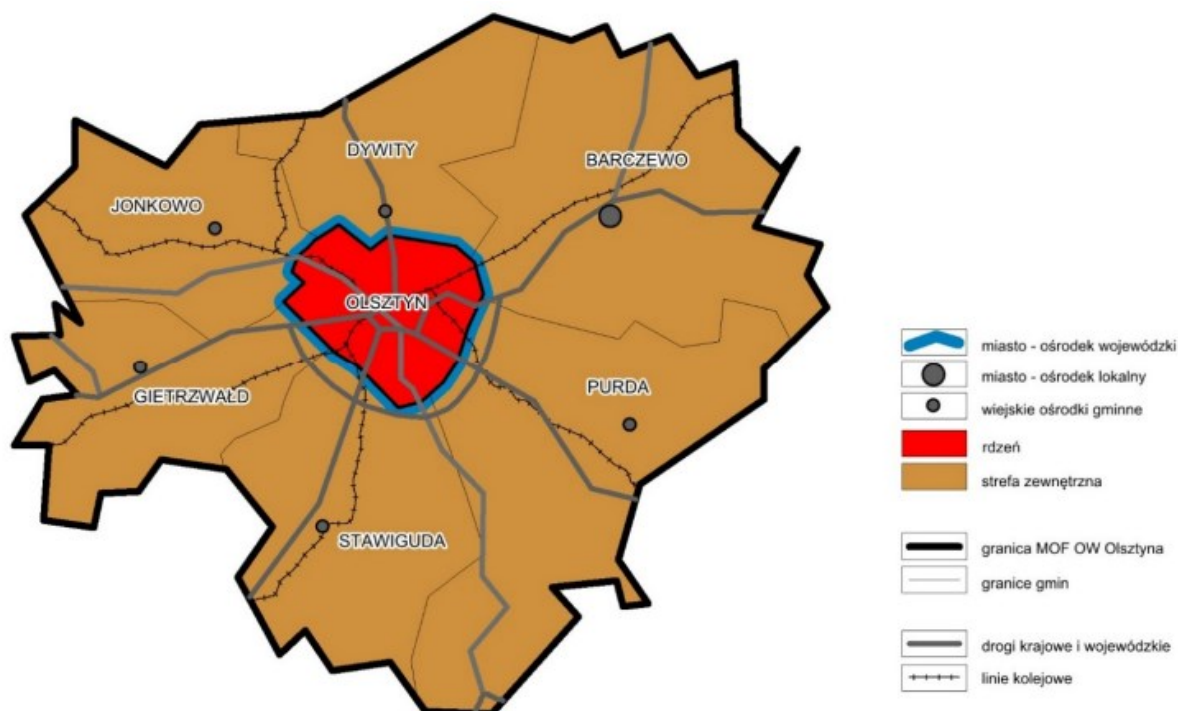 DYWITY
BARCZEWO
JONKOWO
OLSZTYN
GIETRZWAŁD
PURDA
STAWIGUDA
miasto - ośrodek wojewódzki
miasto - ośrodek lokalny
wiejskie ośrodki gminne
rdzeń
strefa zewnętrzna
granica MOF OW Olsztyna
granice gmin
drogi krajowe i wojewódzkie
linie kolejowe